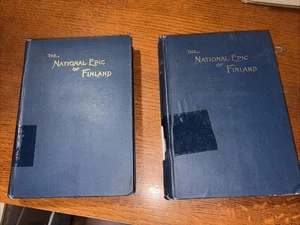 THE
NATIONAL EPIC
OF
FINLAND
THE
NATIONAL EPIC
OF
FINLAND